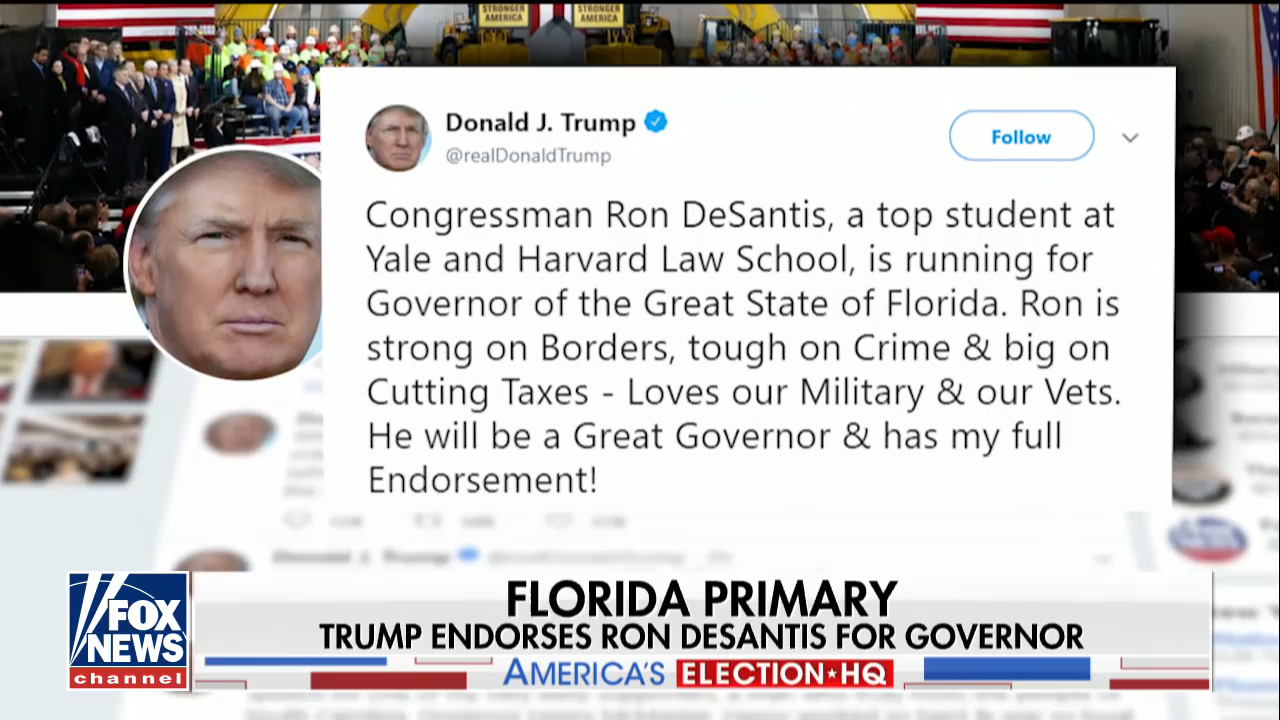 STRONGER
AMERICA
STRONGER
AMERICA
Donald J. Trump
@realDonaldTrump
Follow
Congressman Ron DeSantis, a top student at
Yale and Harvard Law School, is running for
Governor of the Great State of Florida. Ron is
strong on Borders, tough on Crime & big on
Cutting Taxes - Loves our Military & our Vets.
He will be a Great Governor & has my full
Endorsement!
Donald J. Trump
FOX
NEWS
channel
FLORIDA PRIMARY
TRUMP ENDORSES RON DESANTIS FOR GOVERNOR
AMERICA'S ELECTION★HQ